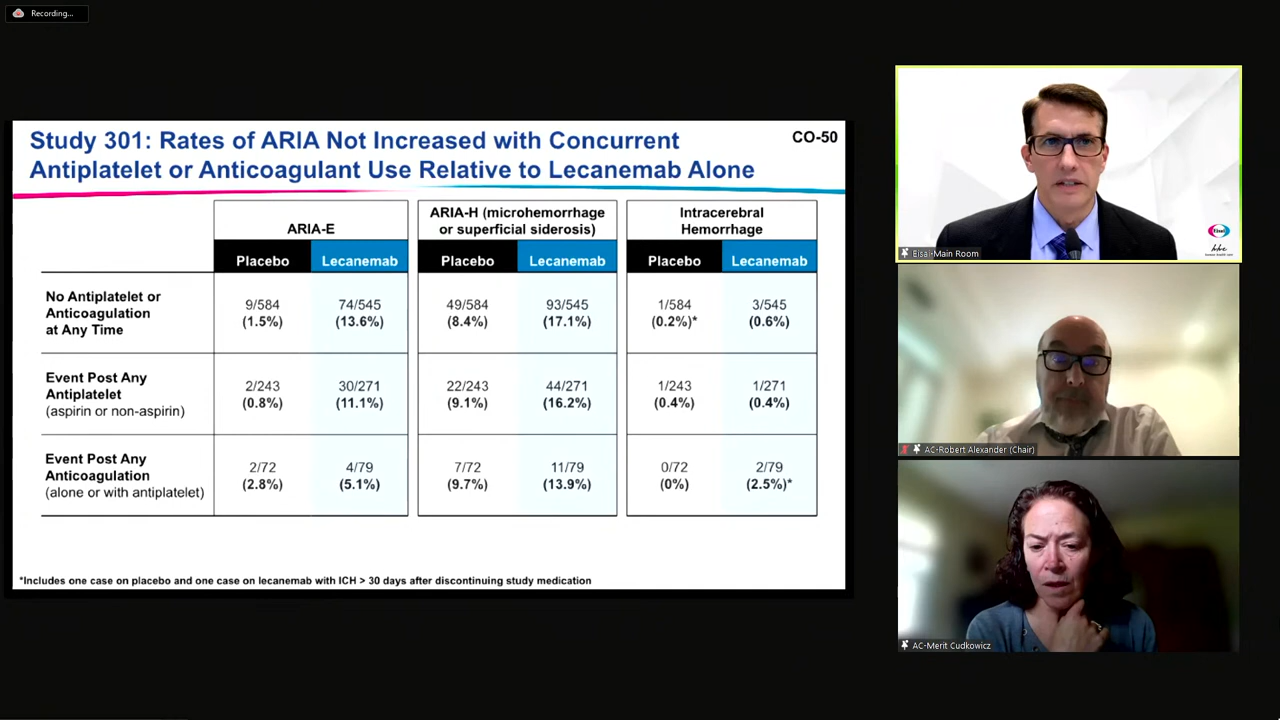 Recording...
Study 301: Rates of ARIA Not Increased with Concurrent
Antiplatelet or Anticoagulant Use Relative to Lecanemab Alone
CO-50
ARIA-E
ARIA-H (microhemorrhage
or superficial siderosis)
Intracerebral
Hemorrhage
Placebo Lecanemab Placebo Lecanemab Placebo Lecanemab
No Antiplatelet or
Anticoagulation
at Any Time
9/584 74/545 49/584 93/545 1/584 3/545
(1.5%) (13.6%) (8.4%) (17.1%) (0.2%)* (0.6%)
Event Post Any
Antiplatelet
(aspirin or non-aspirin)
2/243 30/271 22/243 44/271 1/243 1/271
(0.8%) (11.1%) (9.1%) (16.2%) (0.4%) (0.4%)
Event Post Any
Anticoagulation
(alone or with antiplatelet)
2/72 4/79 7/72 11/79 0/72 2/79
(2.8%) (5.1%) (9.7%) (13.9%) (0%) (2.5%)*
*Includes one case on placebo and one case on lecanemab with ICH > 30 days after discontinuing study medication
Eisai
hhc
Eisai-Main Room
AC-Robert Alexander (Chair)
AC-Merit Cudkowicz